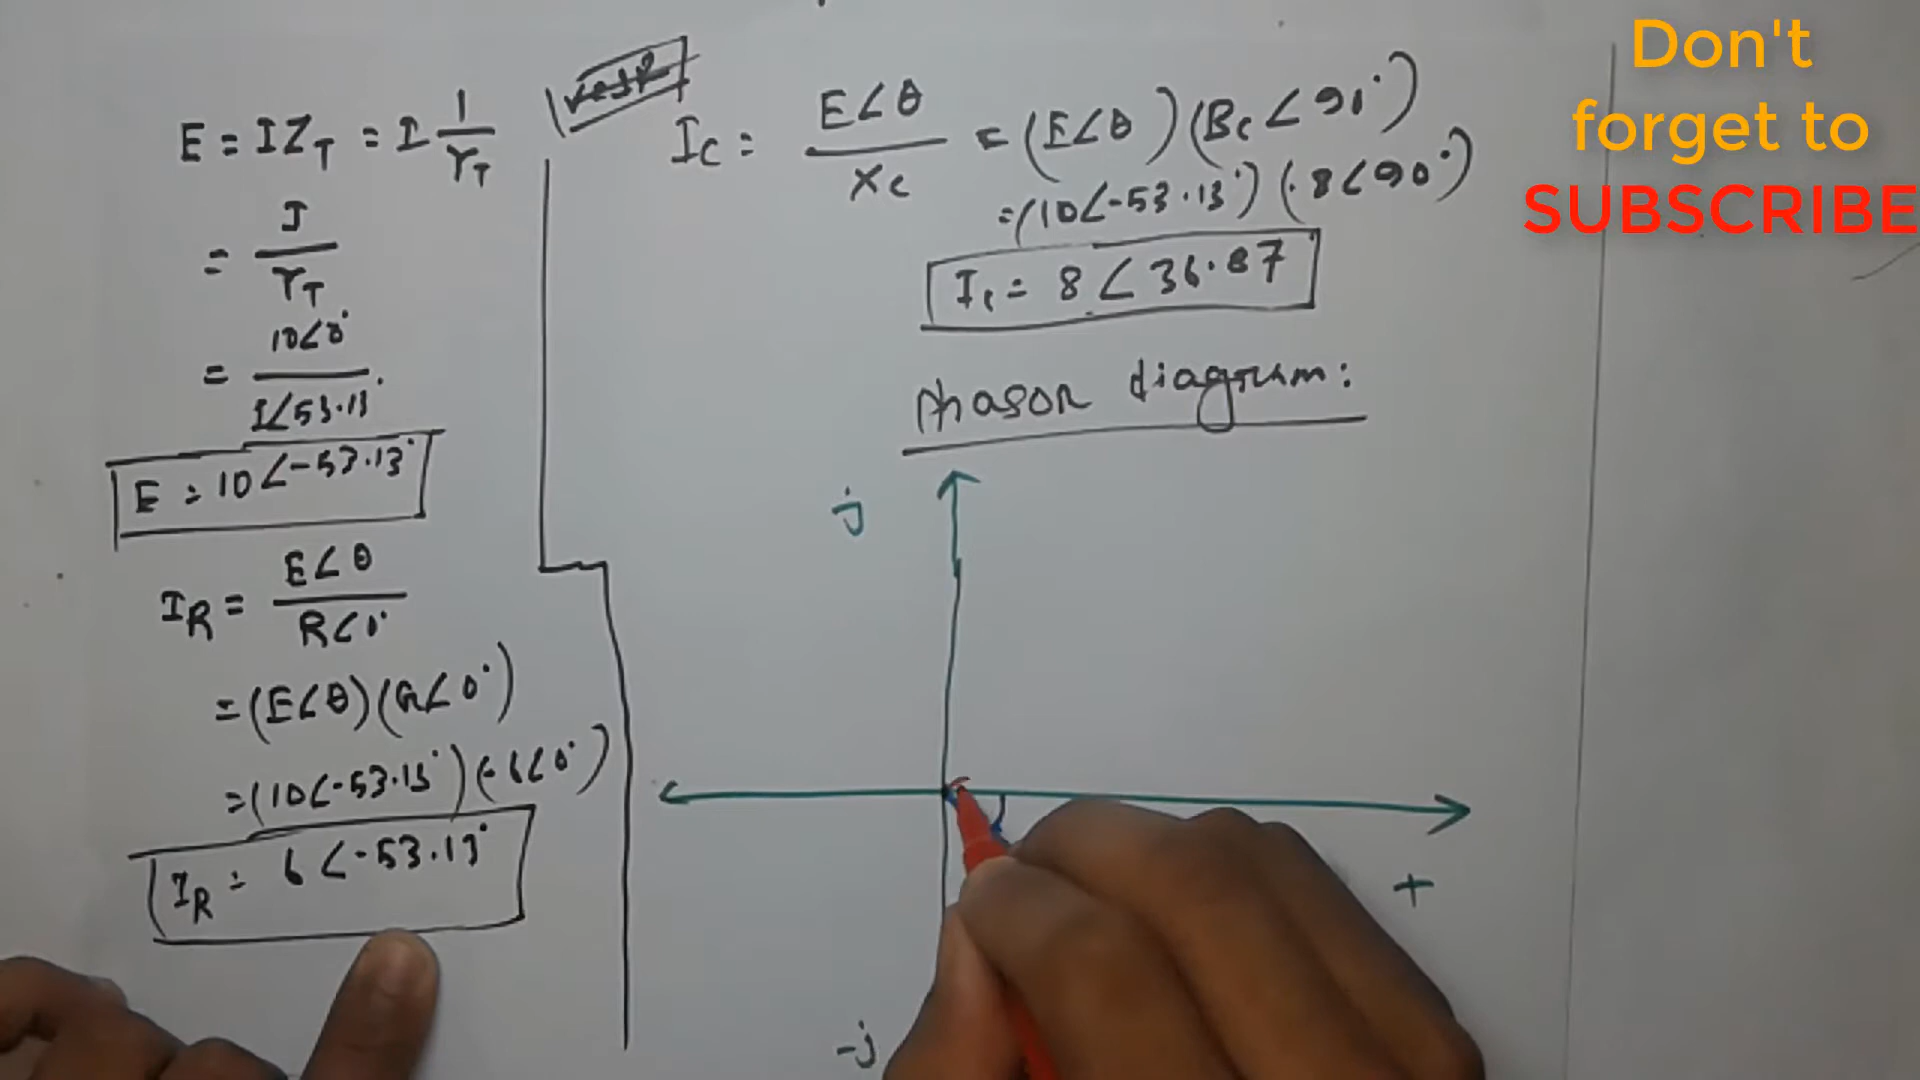 E = IZ_T = I 1/Y_T
= I/Y_T
= 10∠0°/1∠53.13°
E = 10∠-53.13°
I_R = E∠θ/R∠0°
= (E∠θ)(G∠0°)
= (10∠-53.13°)(.6∠0°)
I_R = 6∠-53.13°
I_C = E∠θ/X_C = (E∠θ)(B_C∠90°)
= (10∠-53.13°)(.8∠90°)
I_C = 8∠36.87
Phasor diagram:
j
+
-j
Don't
forget to
SUBSCRIBE